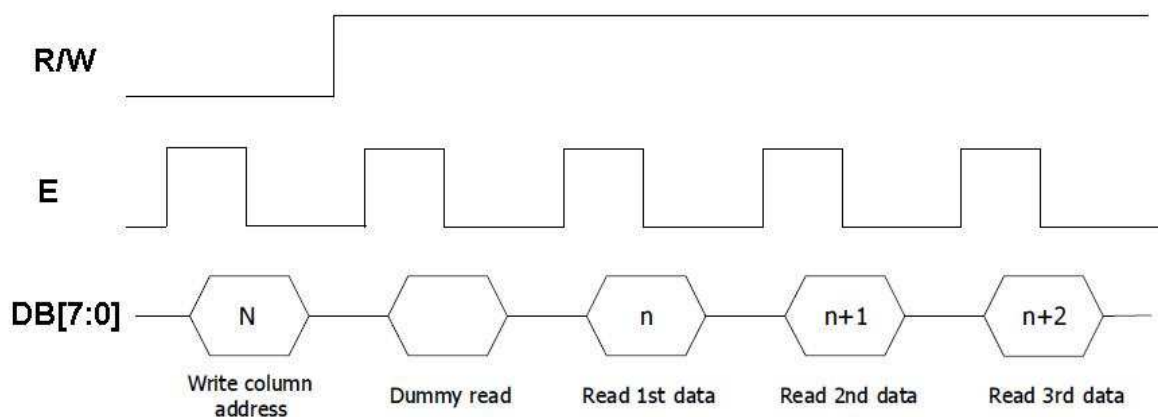 R/W
E
DB[7:0]
N
n
n+1
n+2
Write column
address
Dummy read
Read 1st data
Read 2nd data
Read 3rd data